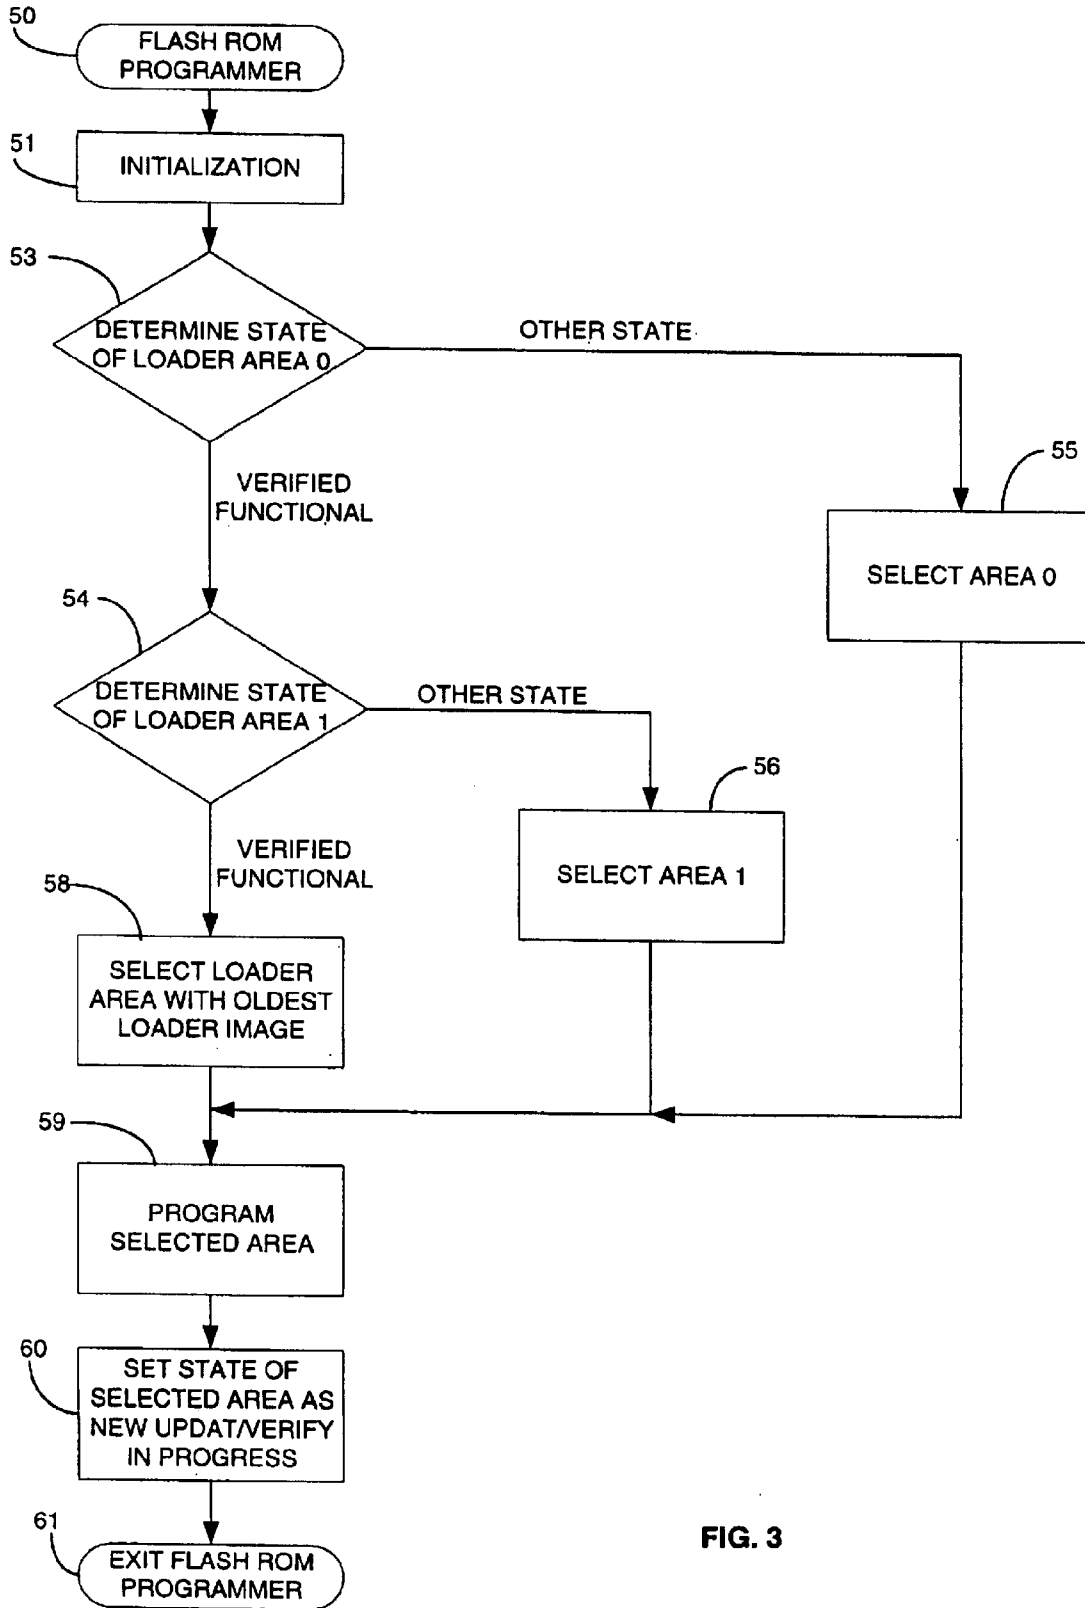 50
FLASH ROM
PROGRAMMER
51
INITIALIZATION
53
DETERMINE STATE
OF LOADER AREA 0
OTHER STATE
VERIFIED
FUNCTIONAL
55
SELECT AREA 0
54
DETERMINE STATE
OF LOADER AREA 1
OTHER STATE
56
SELECT AREA 1
VERIFIED
FUNCTIONAL
58
SELECT LOADER
AREA WITH OLDEST
LOADER IMAGE
59
PROGRAM
SELECTED AREA
60
SET STATE OF
SELECTED AREA AS
NEW UPDAT/VERIFY
IN PROGRESS
61
EXIT FLASH ROM
PROGRAMMER
FIG. 3